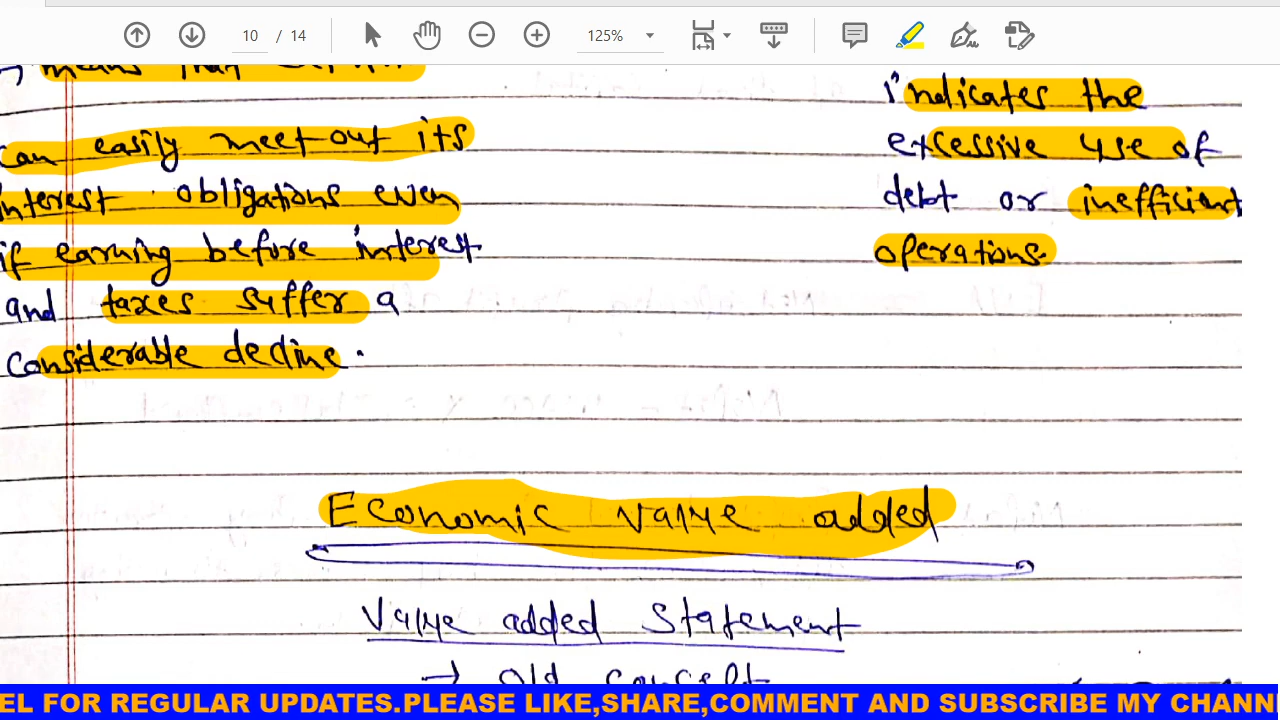 10 / 14
125%
can easily meet out its
interest obligations even
if earning before interest
and taxes suffer a
considerable decline.
indicates the
excessive use of
debt or inefficient
operations.
Economic value added
Value added Statement
→ old concept
EL FOR REGULAR UPDATES.PLEASE LIKE,SHARE,COMMENT AND SUBSCRIBE MY CHANN